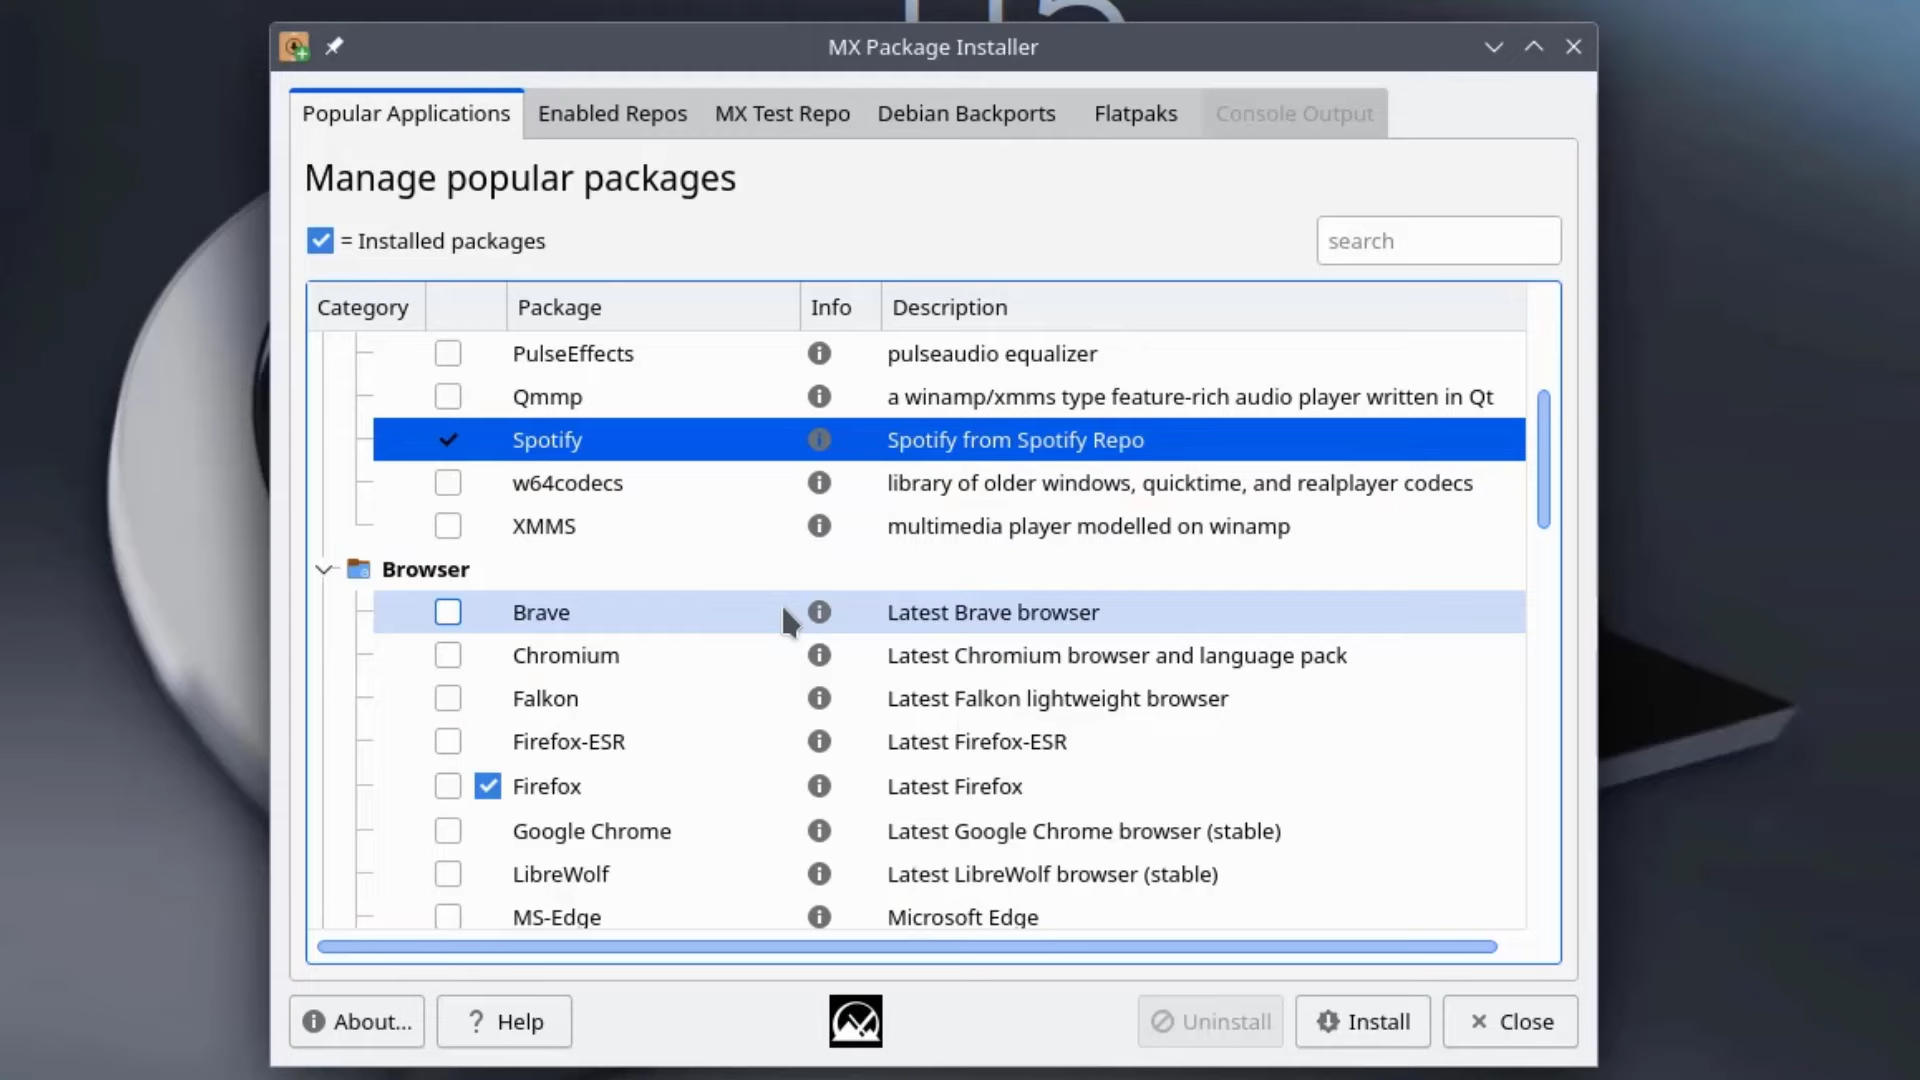 MX Package Installer
Popular Applications
Enabled Repos
MX Test Repo
Debian Backports
Flatpaks
Console Output
Manage popular packages
= Installed packages
search
Category
Package
Info
Description
PulseEffects
pulseaudio equalizer
Qmmp
a winamp/xmms type feature-rich audio player written in Qt
Spotify
Spotify from Spotify Repo
w64codecs
library of older windows, quicktime, and realplayer codecs
XMMS
multimedia player modelled on winamp
Browser
Brave
Latest Brave browser
Chromium
Latest Chromium browser and language pack
Falkon
Latest Falkon lightweight browser
Firefox-ESR
Latest Firefox-ESR
Firefox
Latest Firefox
Google Chrome
Latest Google Chrome browser (stable)
LibreWolf
Latest LibreWolf browser (stable)
MS-Edge
Microsoft Edge
About...
? Help
Uninstall
Install
Close